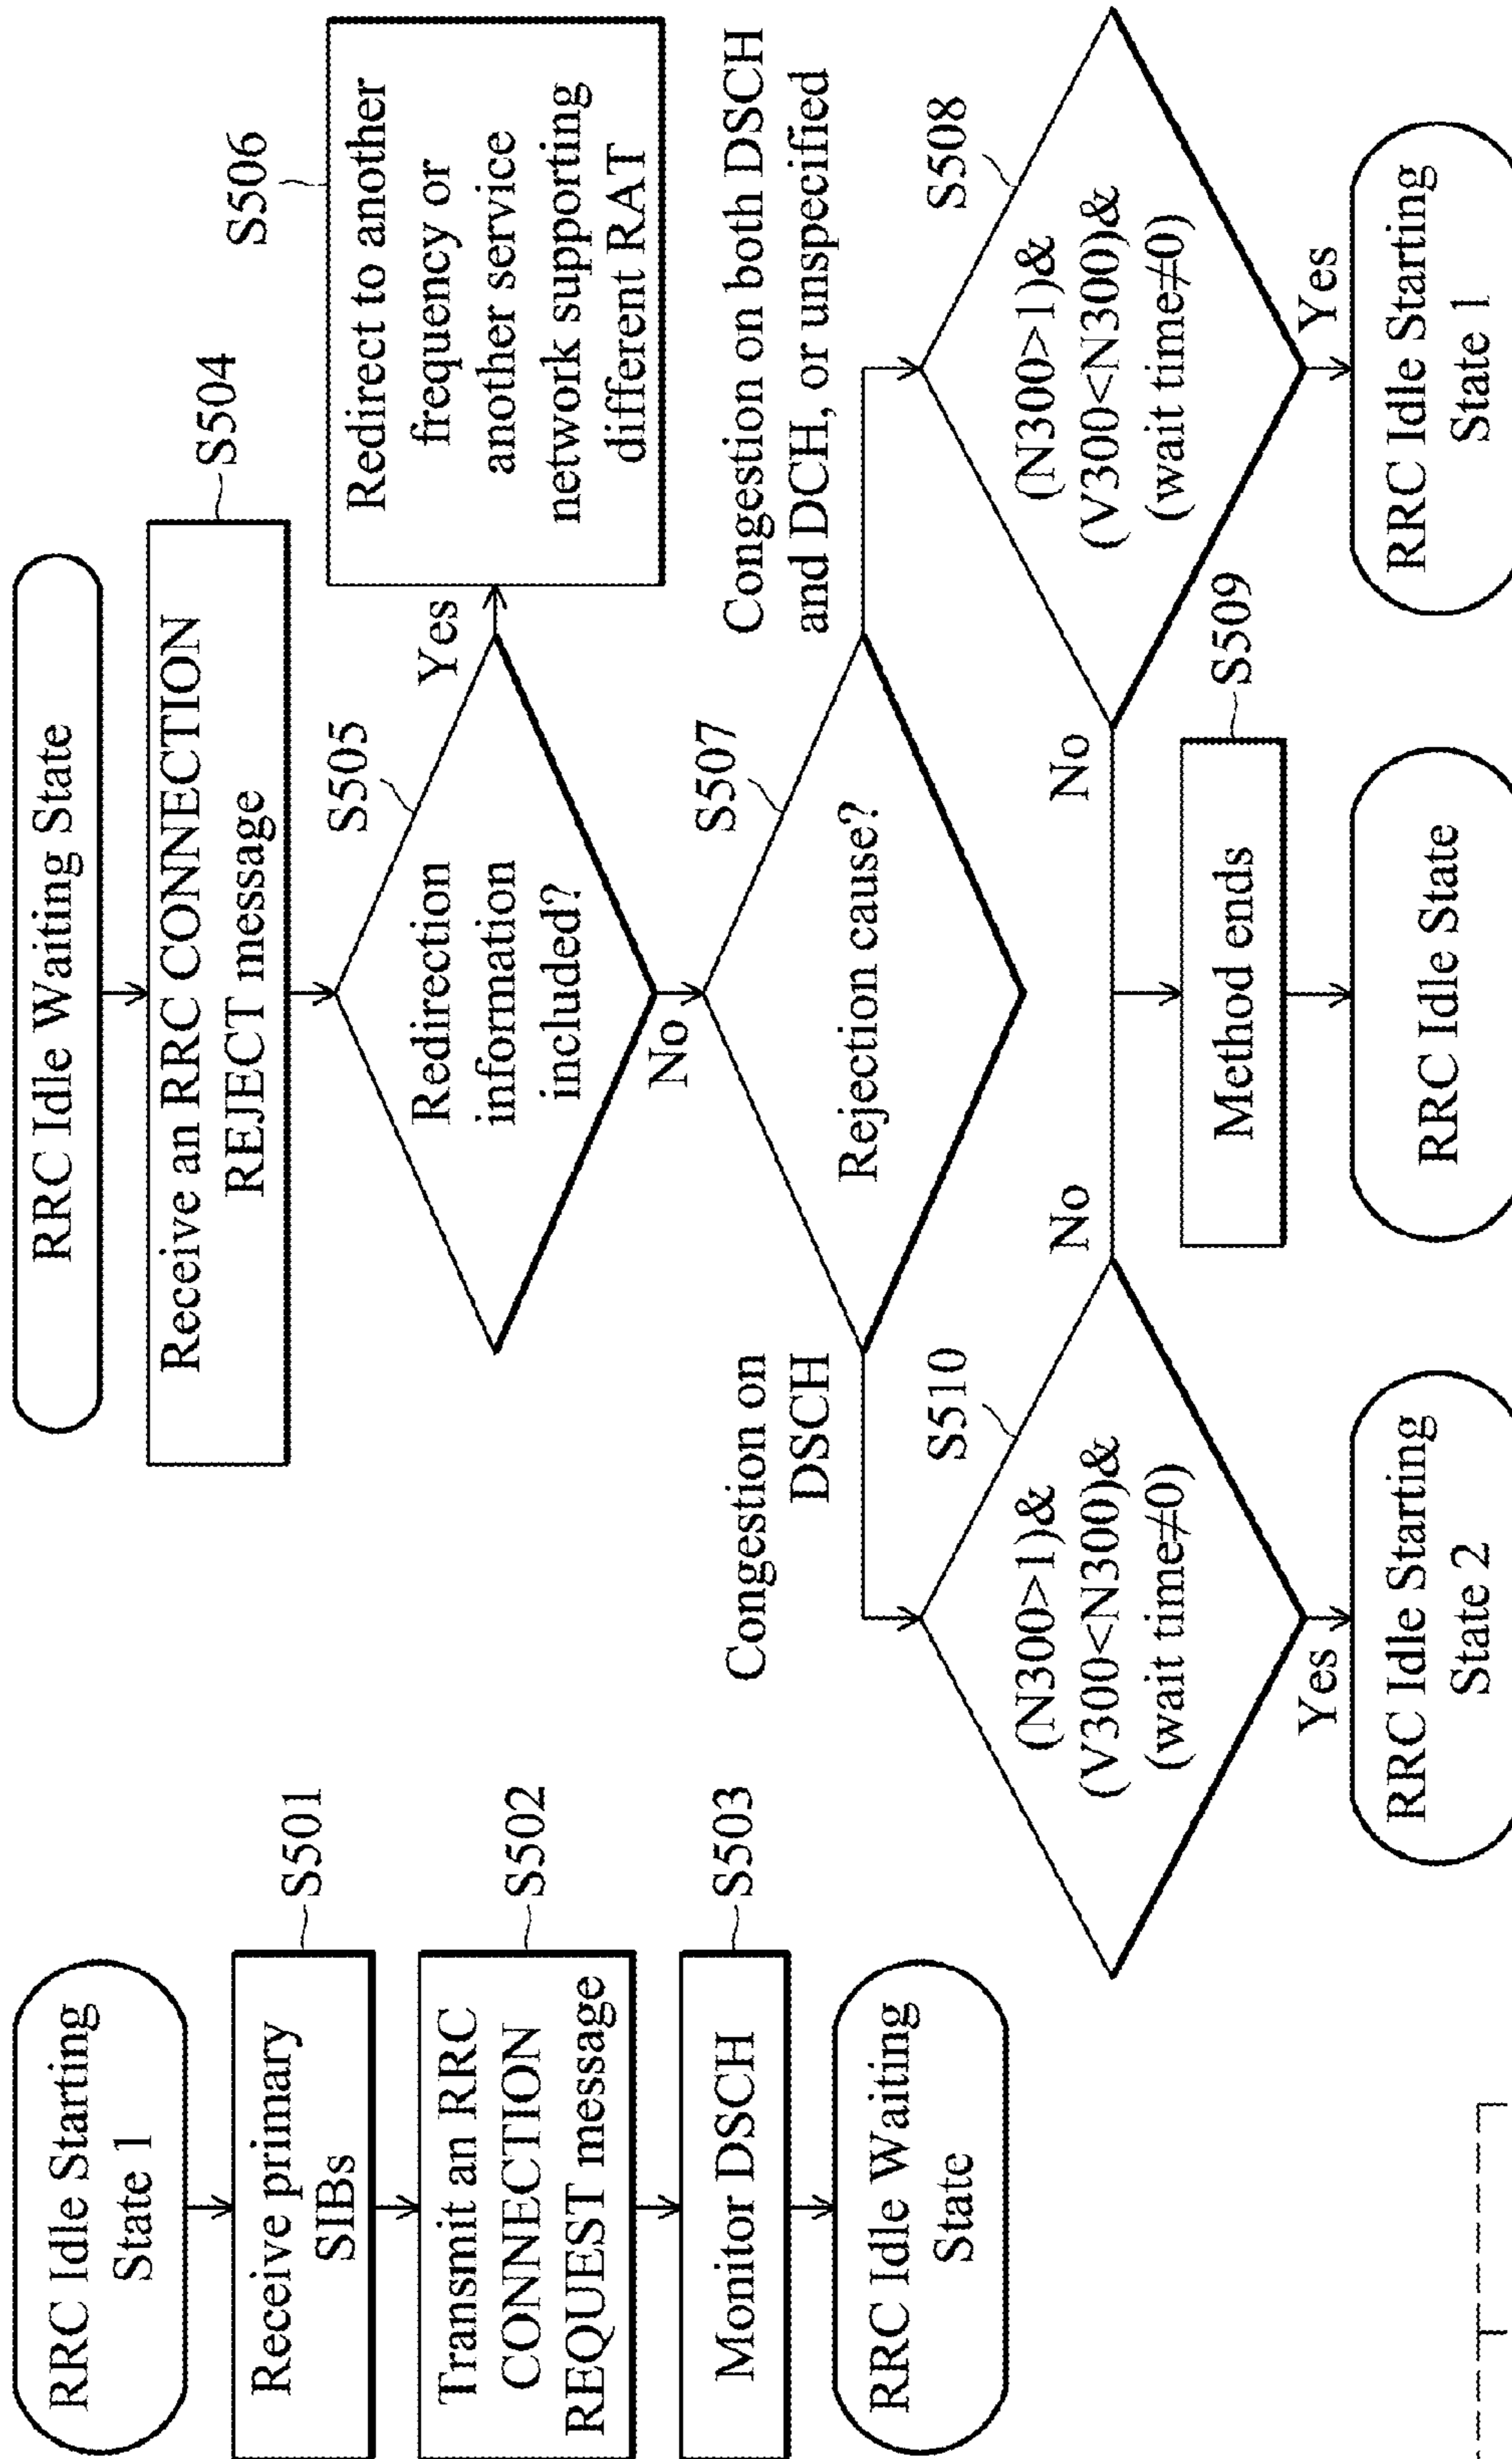 RRC Idle Starting
State 1
Receive primary
SIBs
S501
Transmit an RRC
CONNECTION
REQUEST message
S502
Monitor DSCH
S503
RRC Idle Waiting
State
RRC Idle Waiting State
Receive an RRC CONNECTION
REJECT message
S504
Redirection
information
included?
S505
Yes
No
Redirect to another
frequency or
another service
network supporting
different RAT
S506
Rejection cause?
S507
Congestion on
DSCH
Congestion on both DSCH
and DCH, or unspecified
(N300>1)&
(V300<N300)&
(wait time≠0)
S510
No
Yes
(N300>1)&
(V300<N300)&
(wait time≠0)
S508
No
Yes
Method ends
S509
RRC Idle Starting
State 2
RRC Idle State
RRC Idle Starting
State 1